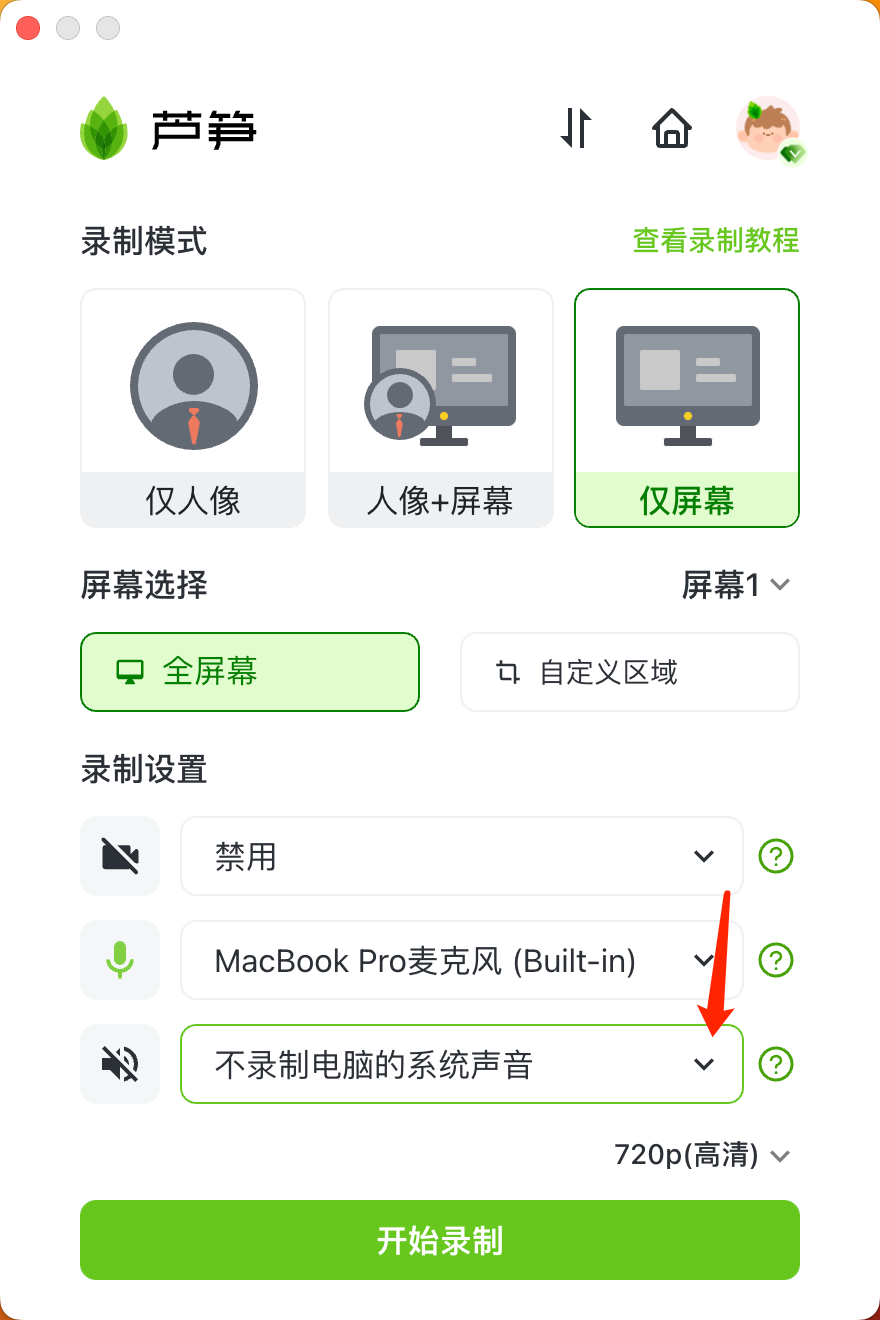 芦笋
录制模式
查看录制教程
仅人像
人像+屏幕
仅屏幕
屏幕选择
屏幕1
全屏幕
自定义区域
录制设置
禁用
MacBook Pro麦克风 (Built-in)
不录制电脑的系统声音
720p(高清)
开始录制